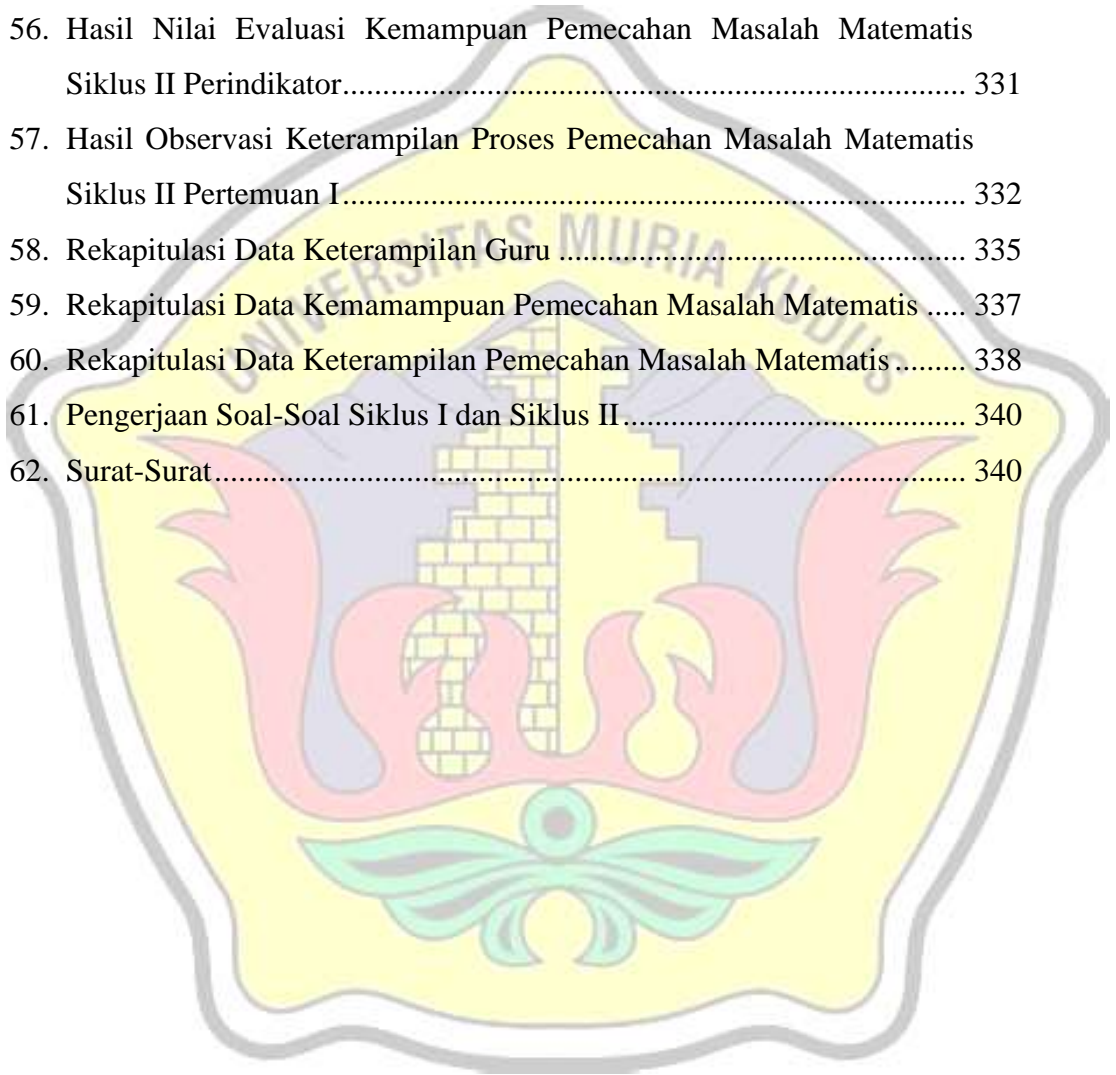 56. Hasil Nilai Evaluasi Kemampuan Pemecahan Masalah Matematis
Siklus II Perindikator.............................................................................. 331
57. Hasil Observasi Keterampilan Proses Pemecahan Masalah Matematis
Siklus II Pertemuan I.............................................................................. 332
58. Rekapitulasi Data Keterampilan Guru ................................................... 335
59. Rekapitulasi Data Kemamampuan Pemecahan Masalah Matematis ..... 337
60. Rekapitulasi Data Keterampilan Pemecahan Masalah Matematis......... 338
61. Pengerjaan Soal-Soal Siklus I dan Siklus II........................................... 340
62. Surat-Surat.............................................................................................. 340
UNIVERSITAS MURIA KUDUS